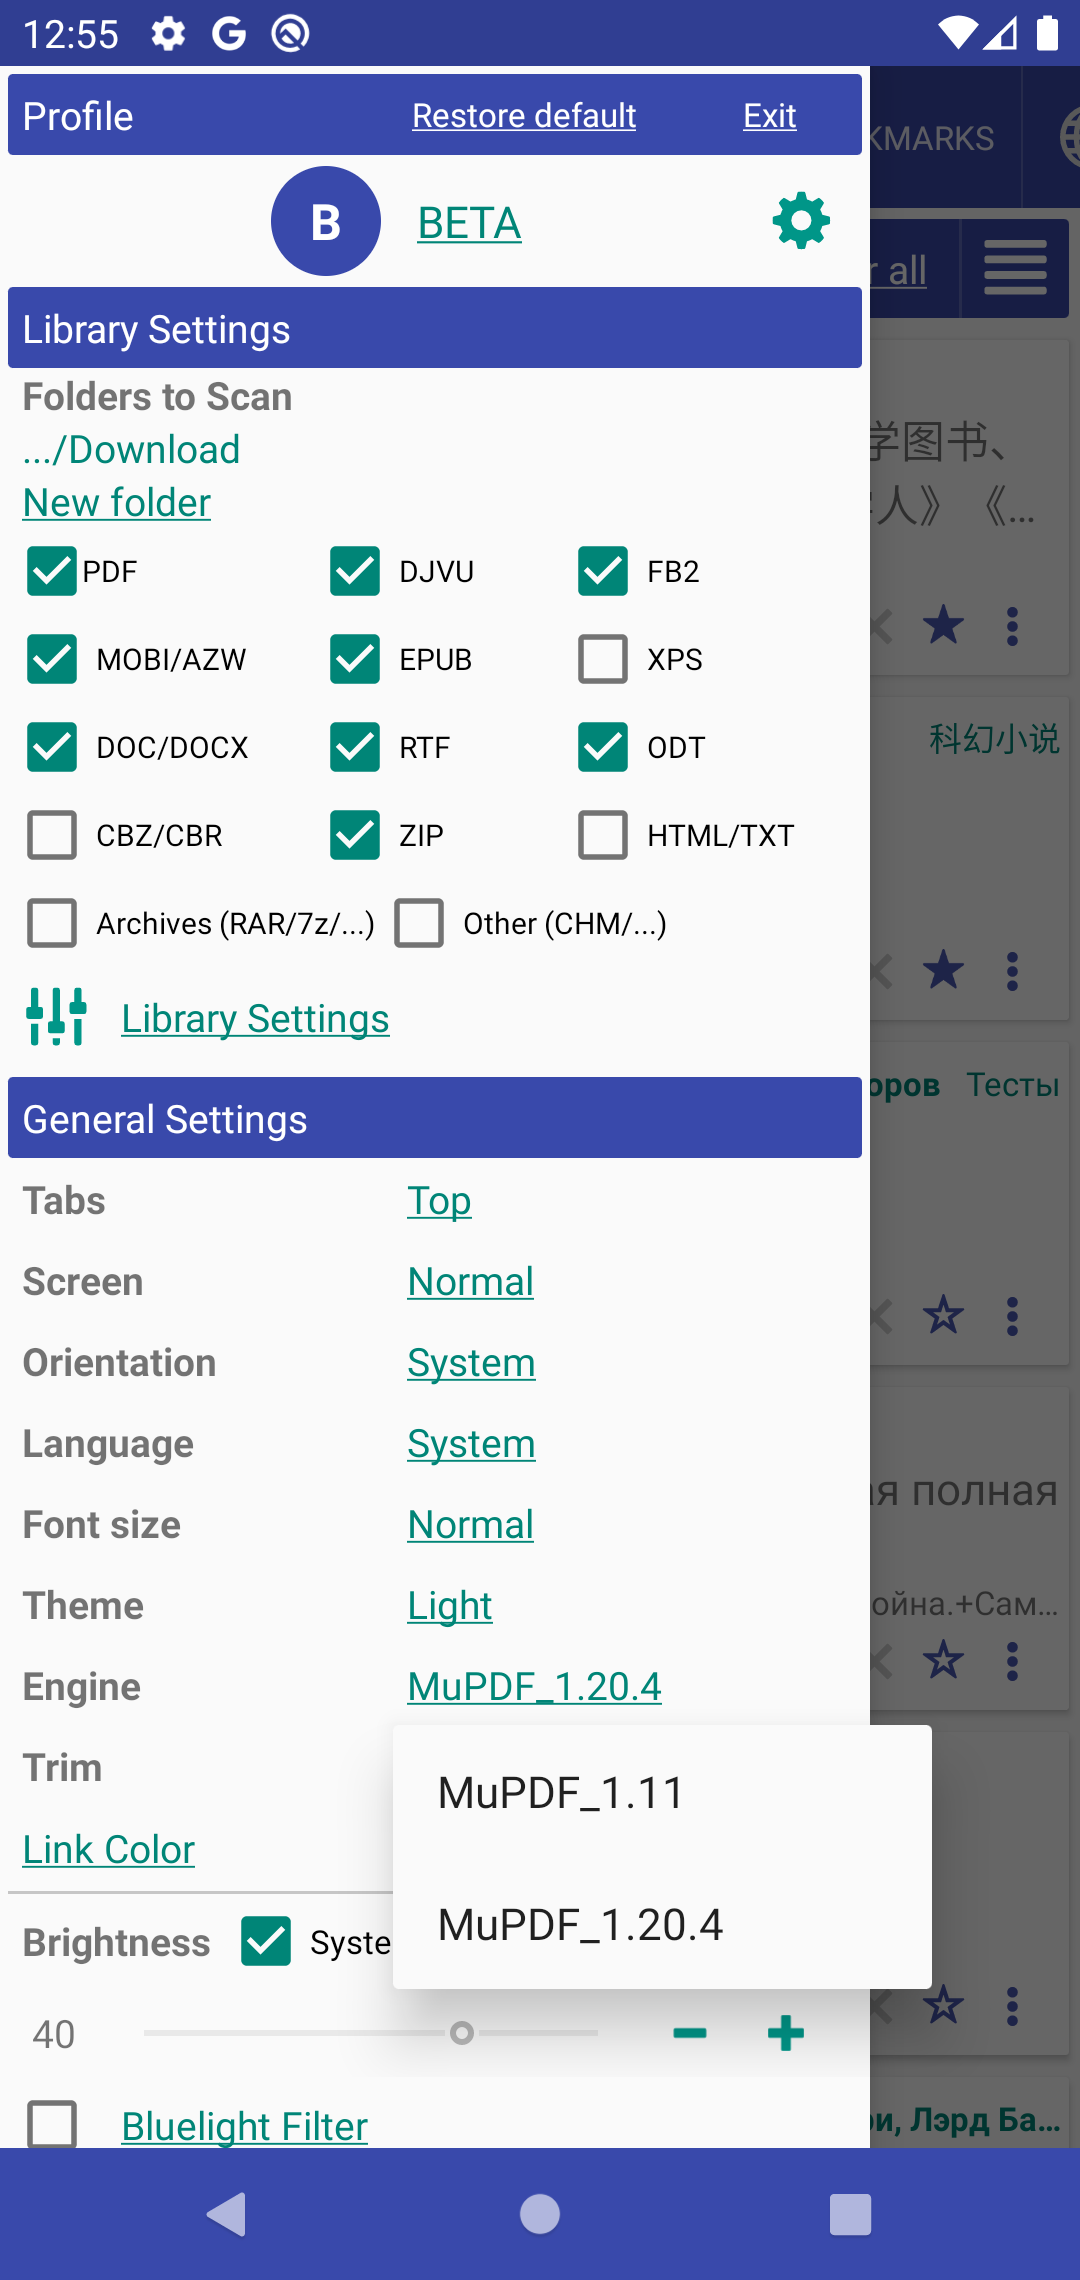 12:55
Profile Restore default Exit
KMARKS
B BETA
r all
Library Settings
Folders to Scan
.../Download
学图书、
New folder
人》《...
PDF DJVU FB2
MOBI/AZW EPUB XPS
DOC/DOCX RTF ODT
科幻小说
CBZ/CBR ZIP HTML/TXT
Archives (RAR/7z/...) Other (CHM/...)
Library Settings
оров Тесты
General Settings
Tabs Top
Screen Normal
Orientation System
Language System
ая полная
Font size Normal
Theme Light
ойна.+Сам...
Engine MuPDF_1.20.4
Trim
MuPDF_1.11
Link Color
MuPDF_1.20.4
Brightness Syste
40
Bluelight Filter
ри, Лэрд Ба...